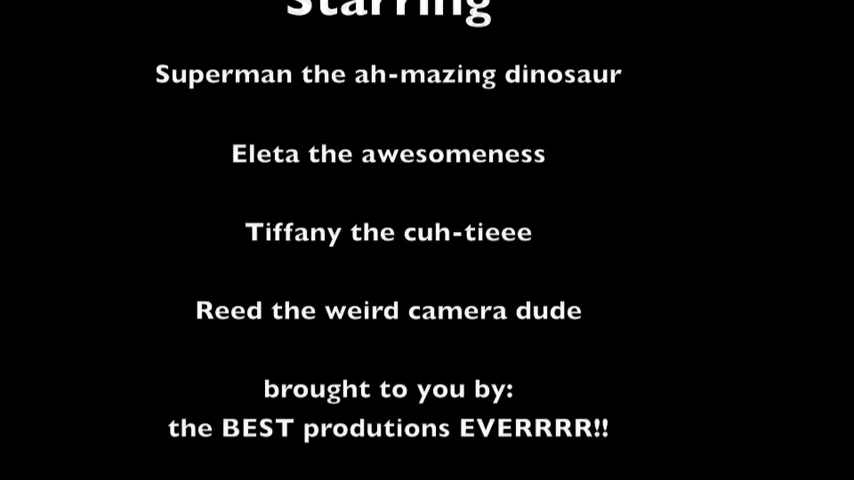 Starring
Superman the ah-mazing dinosaur
Eleta the awesomeness
Tiffany the cuh-tieee
Reed the weird camera dude
brought to you by:
the BEST produtions EVERRRR!!